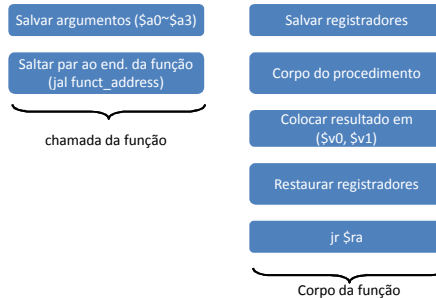 Salvar argumentos ($a0~$a3)
Saltar par ao end. da função
(jal funct_address)
chamada da função
Salvar registradores
Corpo do procedimento
Colocar resultado em
($v0, $v1)
Restaurar registradores
jr $ra
Corpo da função